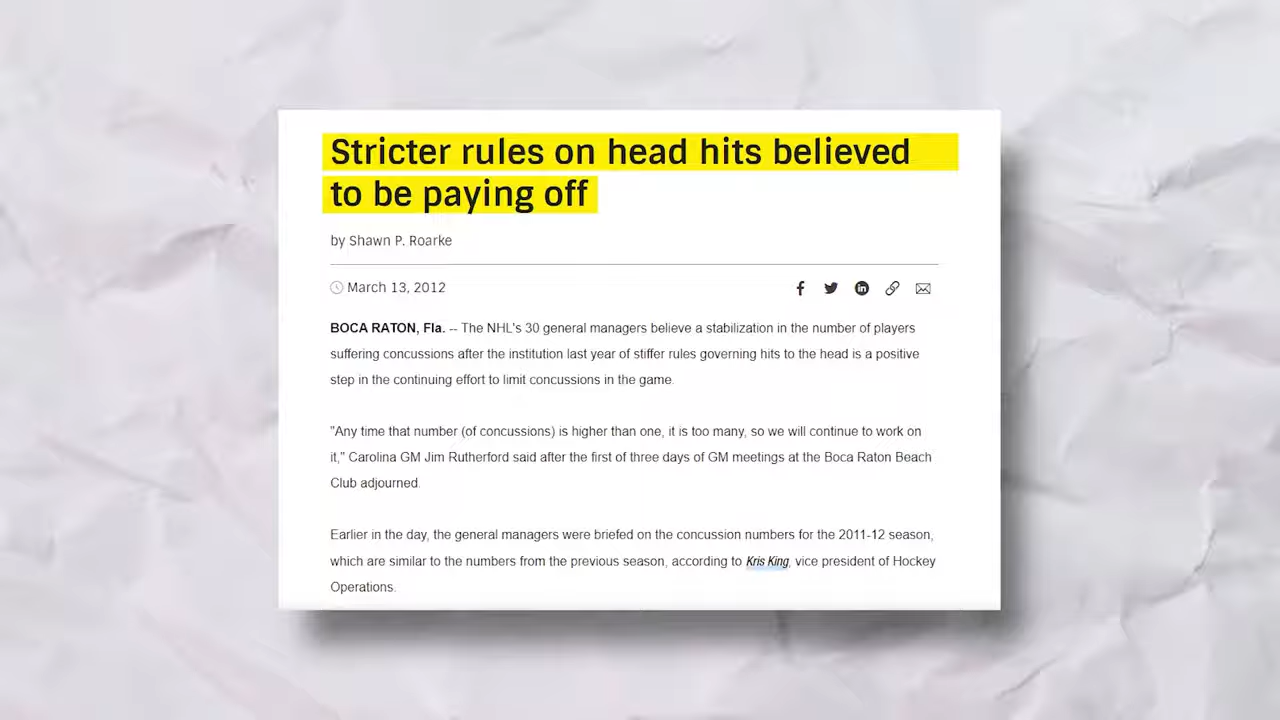 Stricter rules on head hits believed
to be paying off
by Shawn P. Roarke
March 13, 2012
BOCA RATON, Fla. -- The NHL's 30 general managers believe a stabilization in the number of players
suffering concussions after the institution last year of stiffer rules governing hits to the head is a positive
step in the continuing effort to limit concussions in the game.
"Any time that number (of concussions) is higher than one, it is too many, so we will continue to work on
it," Carolina GM Jim Rutherford said after the first of three days of GM meetings at the Boca Raton Beach
Club adjourned.
Earlier in the day, the general managers were briefed on the concussion numbers for the 2011-12 season,
which are similar to the numbers from the previous season, according to Kris King, vice president of Hockey
Operations.